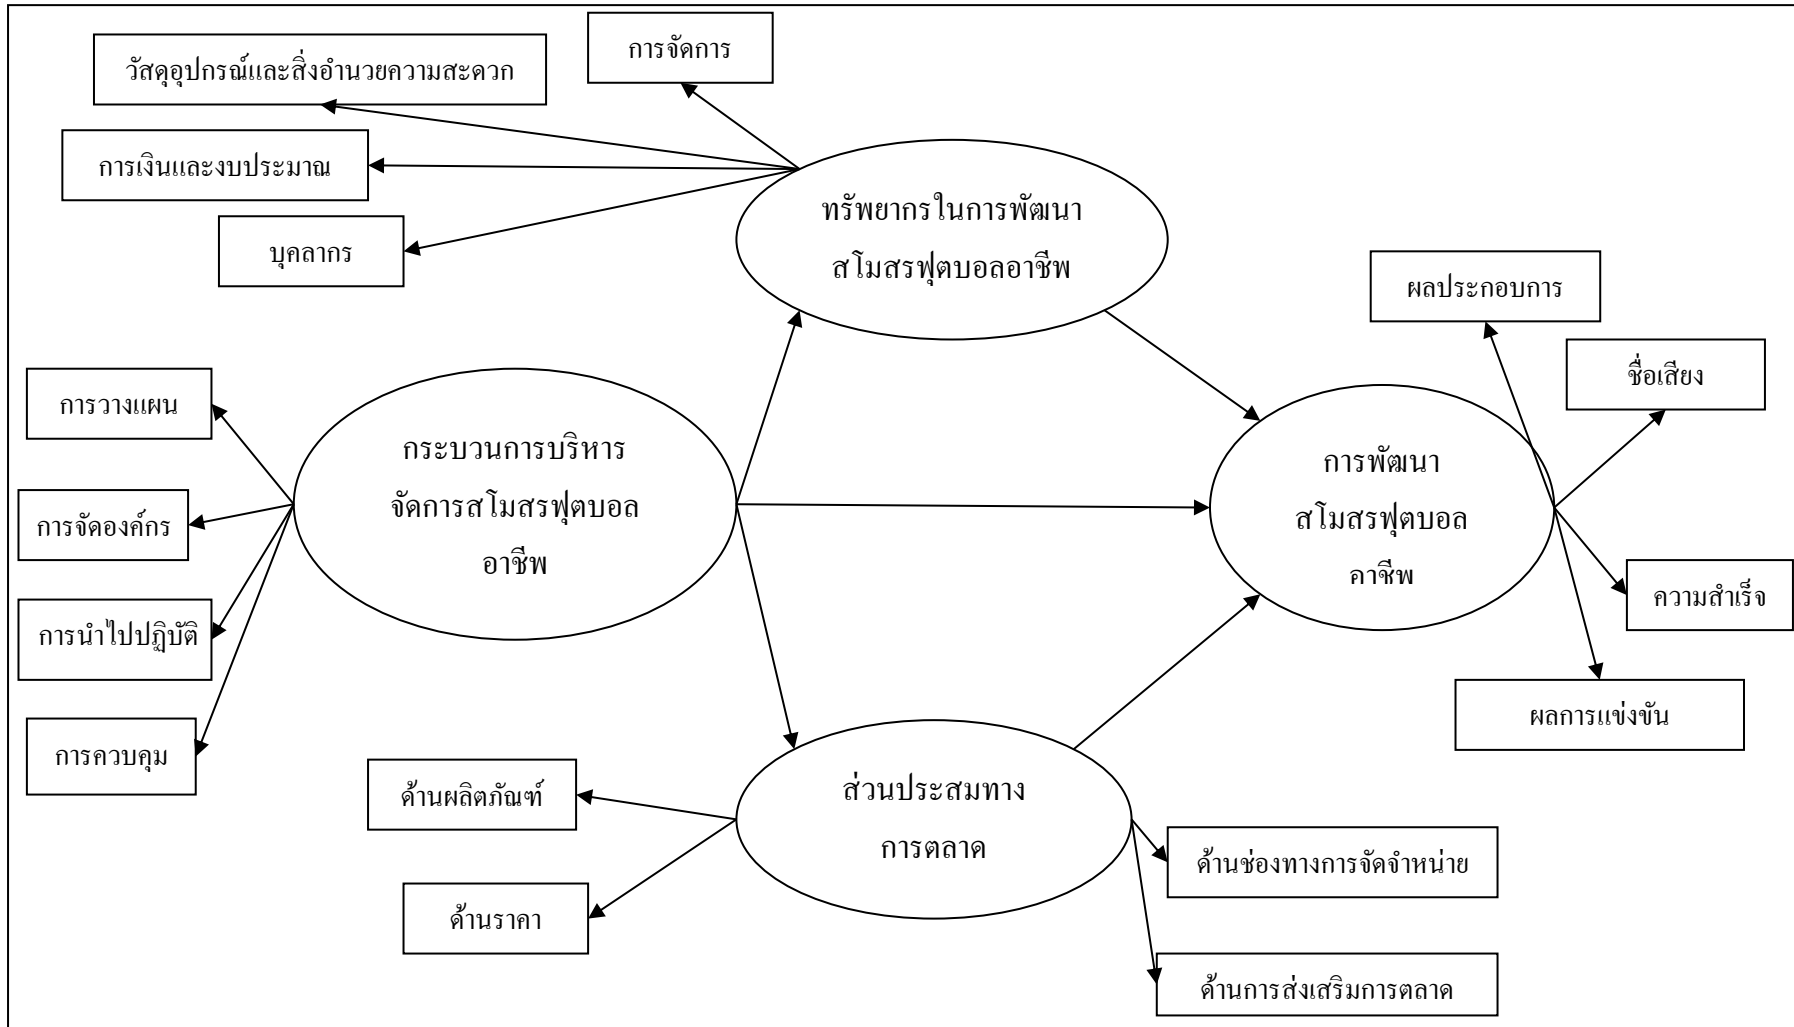 การจัดการ
วัสดุอุปกรณ์และสิ่งอำนวยความสะดวก
การเงินและงบประมาณ
บุคลากร
ทรัพยากรในการพัฒนา
สโมสรฟุตบอลอาชีพ
ผลประกอบการ
ชื่อเสียง
การวางแผน
การจัดองค์กร
การนำไปปฏิบัติ
การควบคุม
กระบวนการบริหาร
จัดการสโมสรฟุตบอล
อาชีพ
การพัฒนา
สโมสรฟุตบอล
คาชีพ
ความสำเร็จ
ผลการแข่งขัน
ด้านผลิตภัณฑ์
ด้านราคา
ส่วนประสมทาง
การตลาด
ด้านช่องทางการจัดจำหน่าย
ด้านการส่งเสริมการตลาด